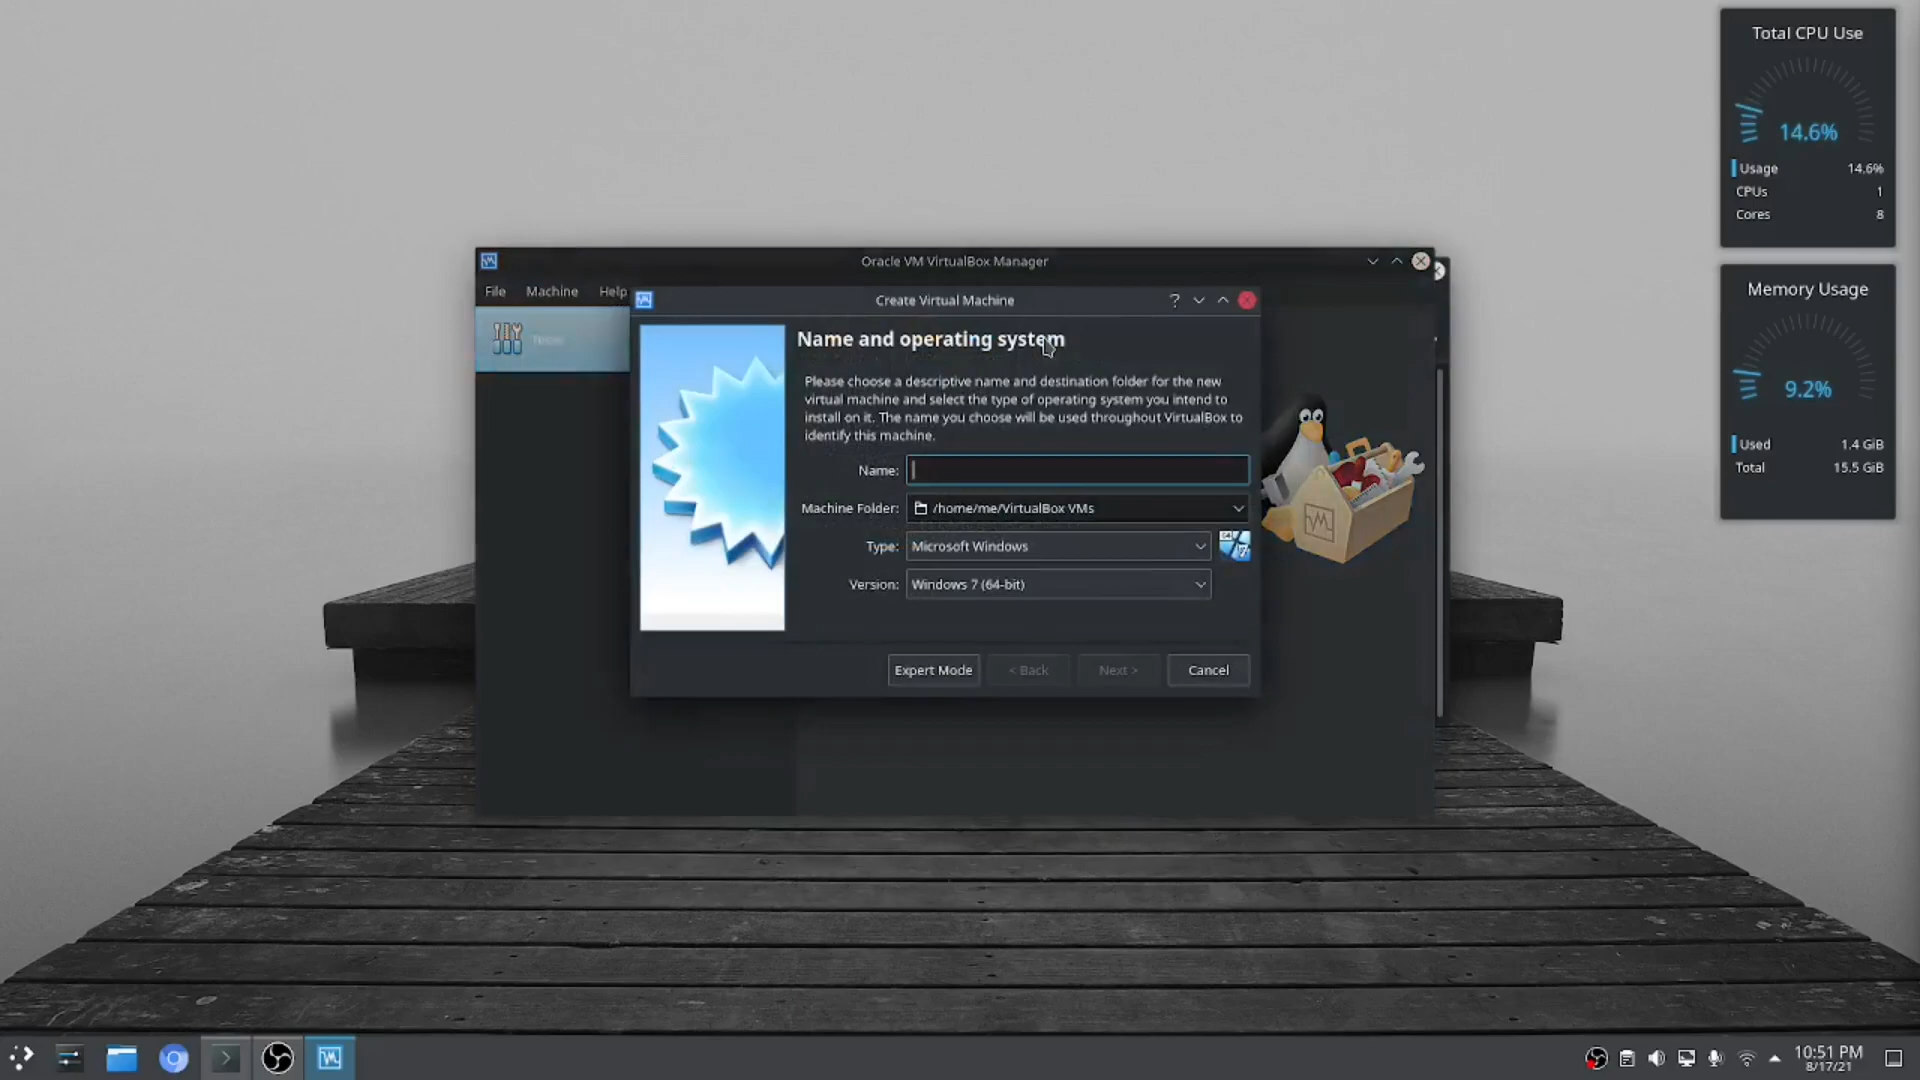 Total CPU Use
14.6%
Usage 14.6%
CPUs 1
Cores 8
Memory Usage
9.2%
Used 1.4 GiB
Total 15.5 GiB
Oracle VM VirtualBox Manager
File Machine Help
Create Virtual Machine
?
Name and operating system
Please choose a descriptive name and destination folder for the new
virtual machine and select the type of operating system you intend to
install on it. The name you choose will be used throughout VirtualBox to
identify this machine.
Name:
Machine Folder: /home/me/VirtualBox VMs
Type: Microsoft Windows
64
7
Version: Windows 7 (64-bit)
Expert Mode < Back Next > Cancel
10:51 PM
8/17/21